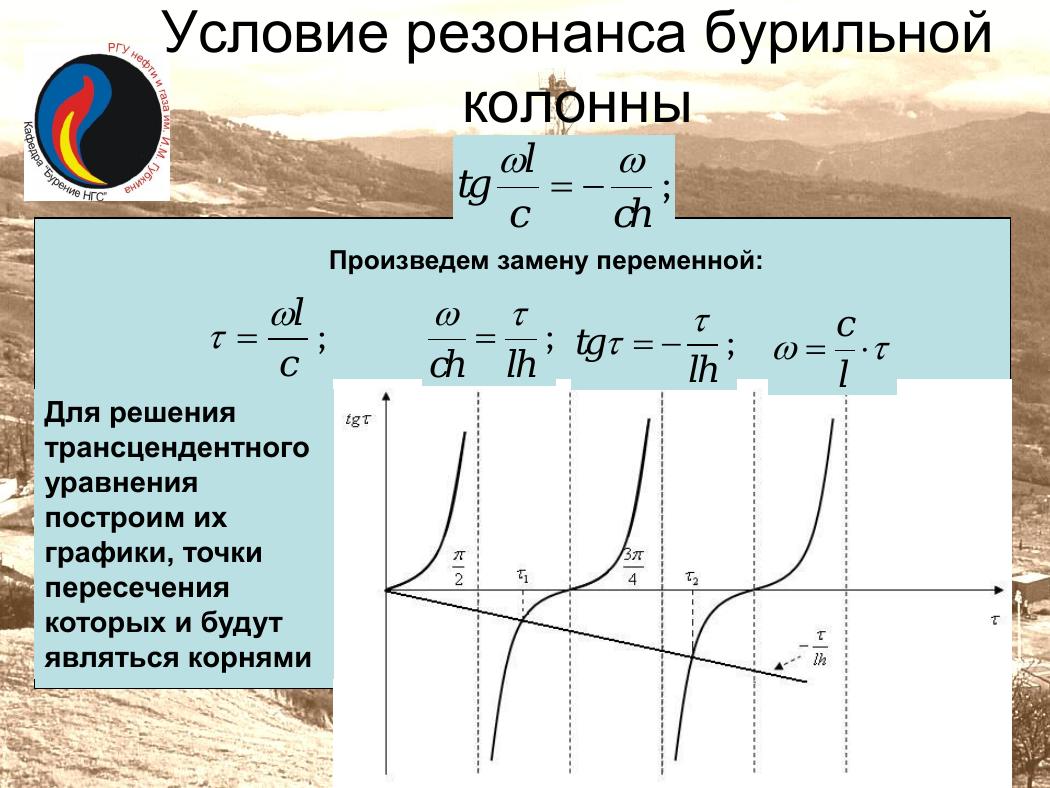 Условие резонанса бурильной
колонны
РГУ нефти и газа им. И.М. Губкина
Кафедра "Бурение НГС"
tg ωl/c = − ω/ch ;
Произведем замену переменной:
τ = ωl/c ; ω/ch = τ/lh ; tgτ = − τ/lh ; ω = c/l · τ
Для решения
трансцендентного
уравнения
построим их
графики, точки
пересечения
которых и будут
являться корнями
tgτ
π/2
τ₁
3π/4
τ₂
τ
− τ/lh